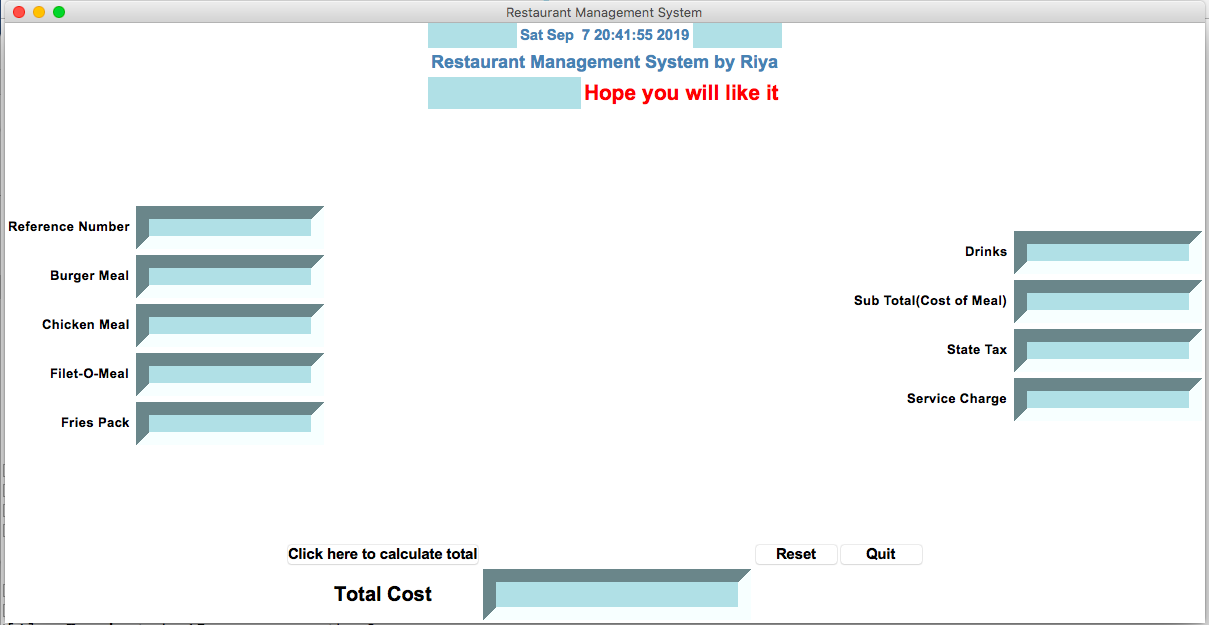 Restaurant Management System
Sat Sep  7 20:41:55 2019
Restaurant Management System by Riya
Hope you will like it
Reference Number
Burger Meal
Chicken Meal
Filet-O-Meal
Fries Pack
Drinks
Sub Total(Cost of Meal)
State Tax
Service Charge
Click here to calculate total
Reset
Quit
Total Cost